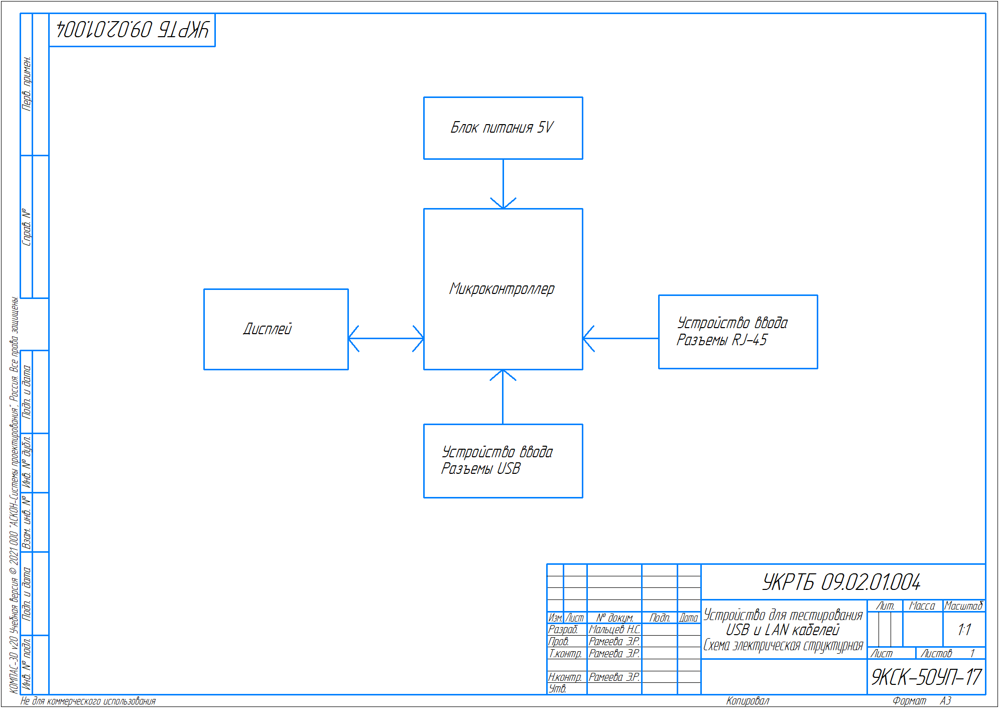 УКРТБ 09.02.01.004
Перв. примен.
Справ. №
Подп. и дата
Инв. № дубл.
Взам. инв. №
Подп. и дата
Инв. № подл.
КОМПАС-3D v20 Учебная версия © 2021 ООО "АСКОН-Системы проектирования", Россия. Все права защищены.
Блок питания 5V
Микроконтроллер
Дисплей
Устройство ввода
Разъемы RJ-45
Устройство ввода
Разъемы USB
УКРТБ 09.02.01.004
Изм. Лист № докум. Подп. Дата
Разраб. Мальцев Н.С.
Пров. Рамеева Э.Р.
Т.контр. Рамеева Э.Р.
Н.контр. Рамеева Э.Р.
Утв.
Устройство для тестирования
USB и LAN кабелей
Схема электрическая структурная
Лит. Масса Масштаб
1:1
Лист Листов 1
9КСК-50УП-17
Не для коммерческого использования
Копировал Формат А3